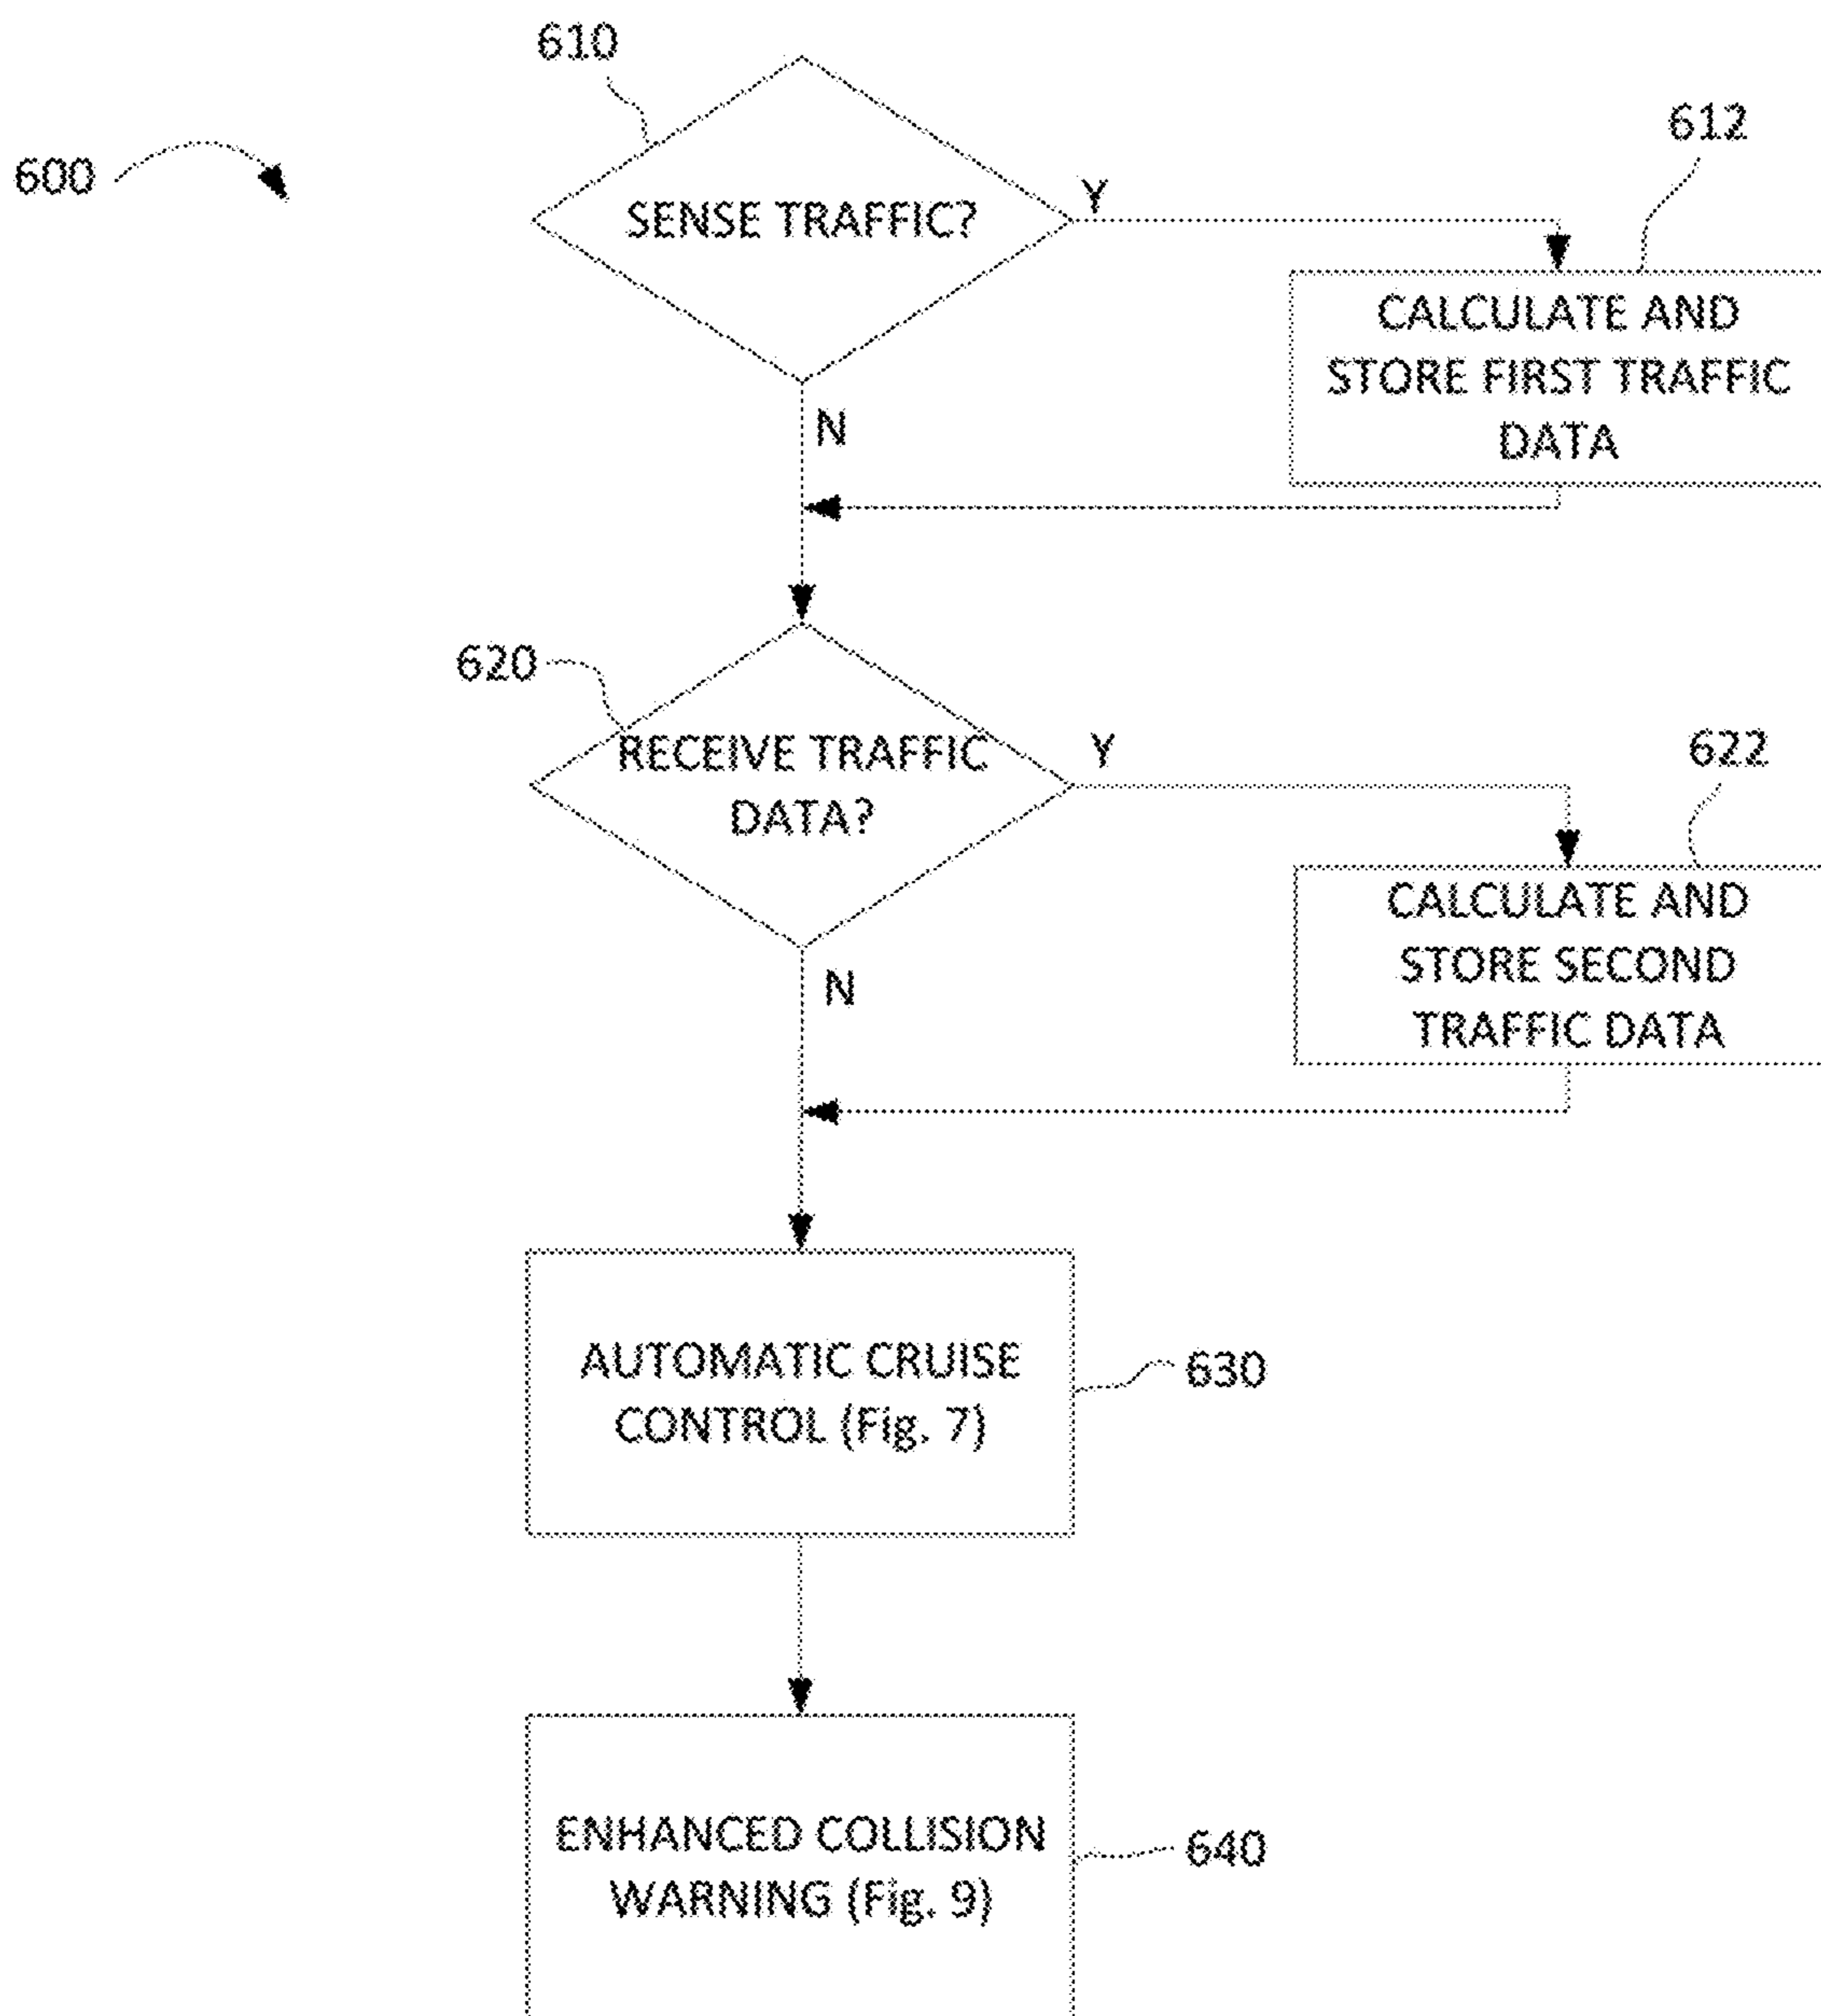 610
612
600
Y
SENSE TRAFFIC?
CALCULATE AND
STORE FIRST TRAFFIC
DATA
N
620
RECEIVE TRAFFIC
DATA?
Y
622
CALCULATE AND
STORE SECOND
TRAFFIC DATA
N
AUTOMATIC CRUISE
CONTROL (Fig. 7)
630
ENHANCED COLLISION
WARNING (Fig. 9)
640